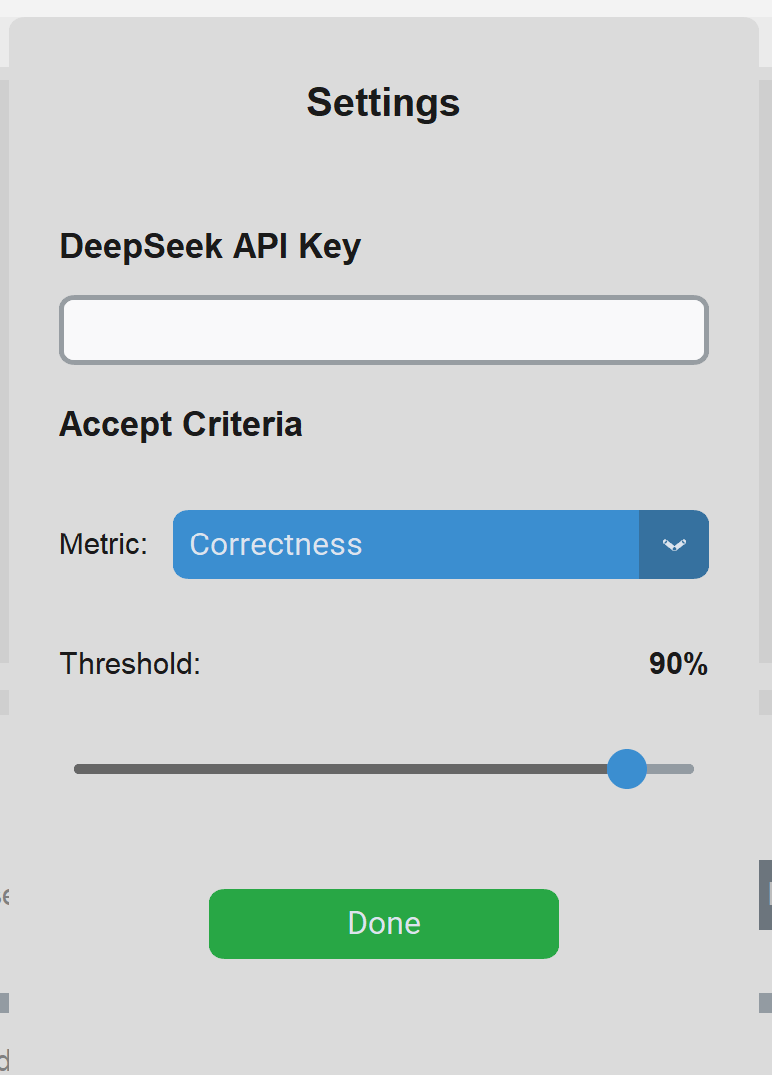 Settings
DeepSeek API Key
Accept Criteria
Metric: Correctness
Threshold: 90%
Done